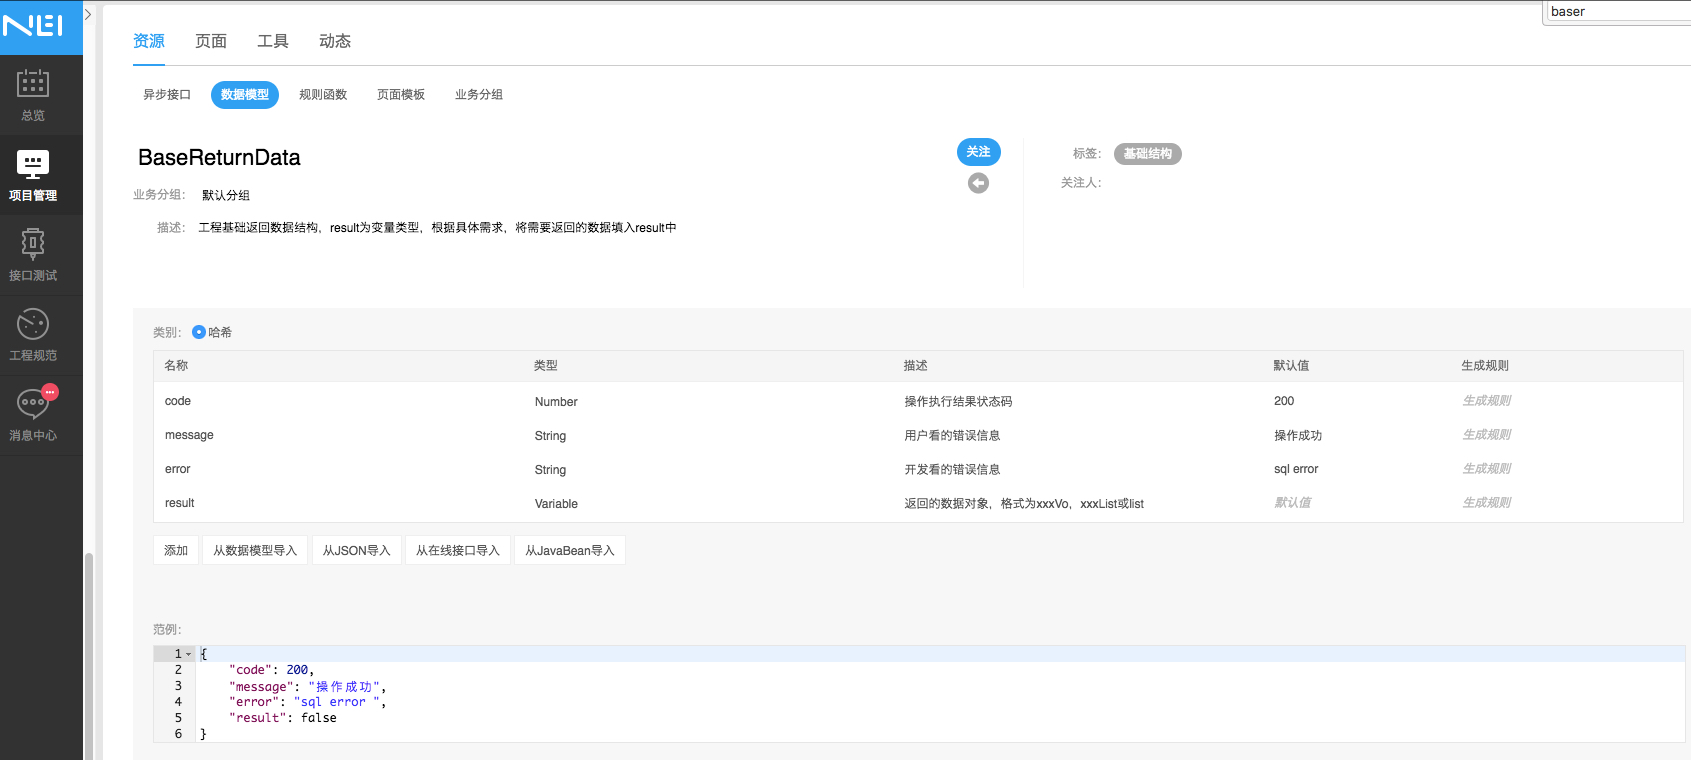 baser
NEI
资源 页面 工具 动态
异步接口 数据模型 规则函数 页面模板 业务分组
总览
项目管理
接口测试
工程规范
消息中心
BaseReturnData
关注
标签： 基础结构
关注人：
业务分组： 默认分组
描述： 工程基础返回数据结构，result为变量类型，根据具体需求，将需要返回的数据填入result中
类别： 哈希
名称 类型 描述 默认值 生成规则
code Number 操作执行结果状态码 200 生成规则
message String 用户看的错误信息 操作成功 生成规则
error String 开发看的错误信息 sql error 生成规则
result Variable 返回的数据对象，格式为xxxVo，xxxList或list 默认值 生成规则
添加 从数据模型导入 从JSON导入 从在线接口导入 从JavaBean导入
范例：
1 {
2 "code": 200,
3 "message": "操作成功",
4 "error": "sql error ",
5 "result": false
6 }